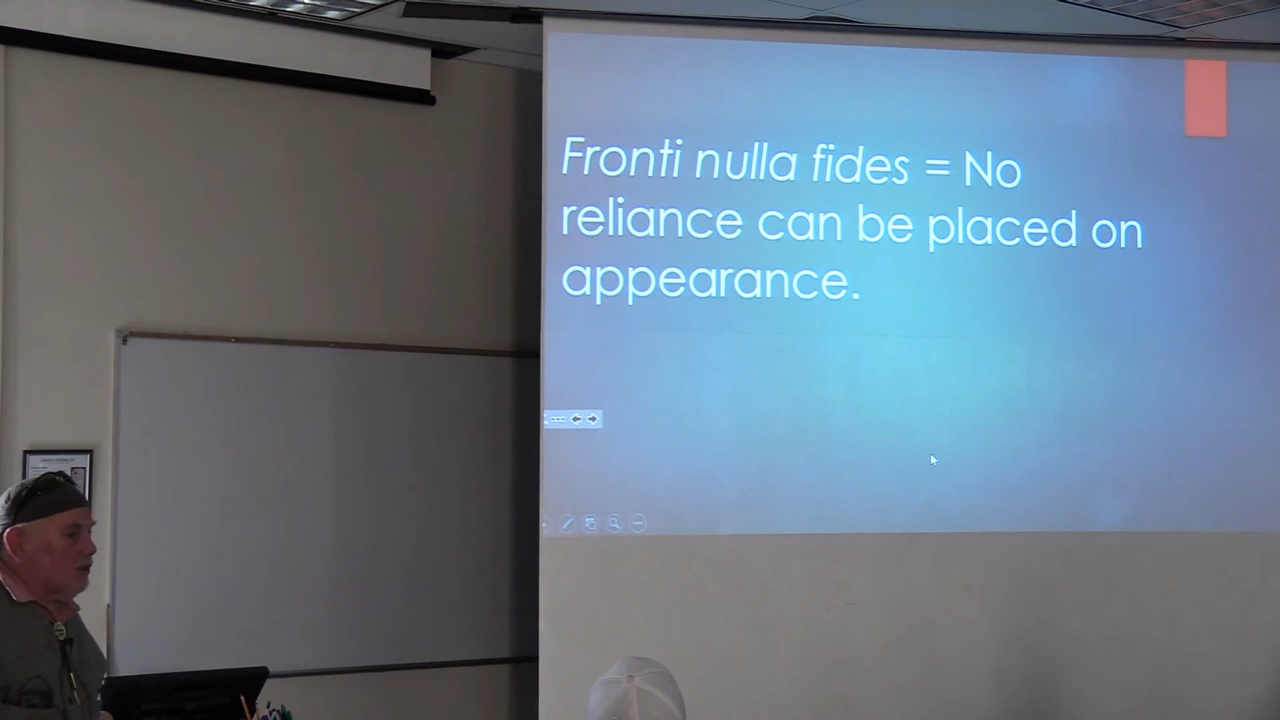 Fronti nulla fides = No
reliance can be placed on
appearance.